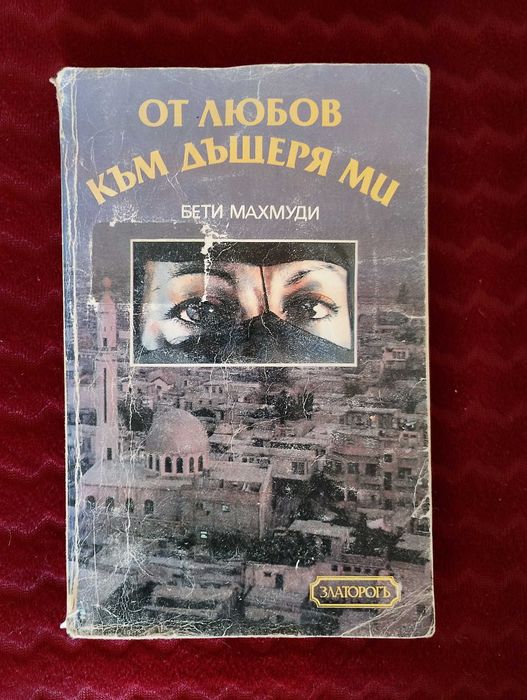 ОТ ЛЮБОВ
КЪМ ДЪЩЕРЯ МИ
БЕТИ МАХМУДИ
ЗЛАТОРОГЪ